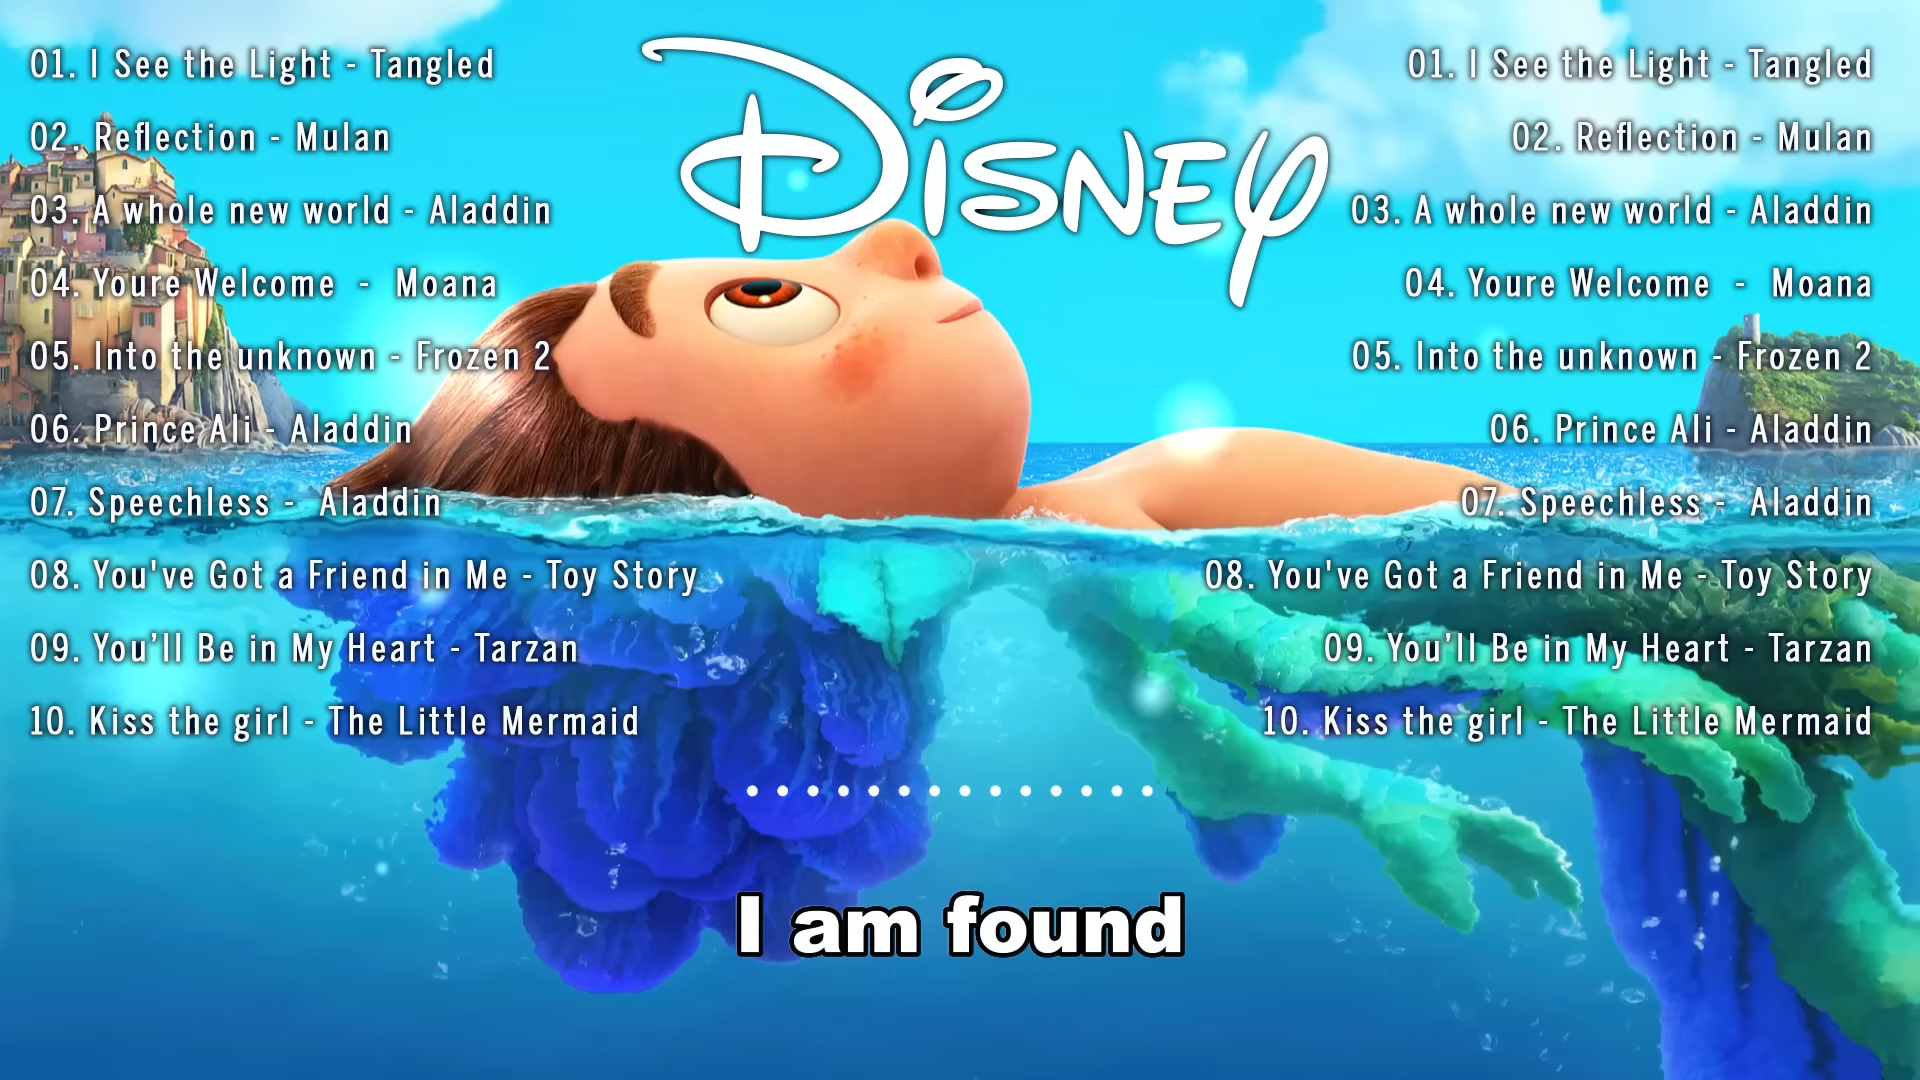 DISNEY
01. I See the Light - Tangled
02. Reflection - Mulan
03. A whole new world - Aladdin
04. Youre Welcome - Moana
05. Into the unknown - Frozen 2
06. Prince Ali - Aladdin
07. Speechless - Aladdin
08. You've Got a Friend in Me - Toy Story
09. You’ll Be in My Heart - Tarzan
10. Kiss the girl - The Little Mermaid
01. I See the Light - Tangled
02. Reflection - Mulan
03. A whole new world - Aladdin
04. Youre Welcome - Moana
05. Into the unknown - Frozen 2
06. Prince Ali - Aladdin
07. Speechless - Aladdin
08. You've Got a Friend in Me - Toy Story
09. You’ll Be in My Heart - Tarzan
10. Kiss the girl - The Little Mermaid
I am found